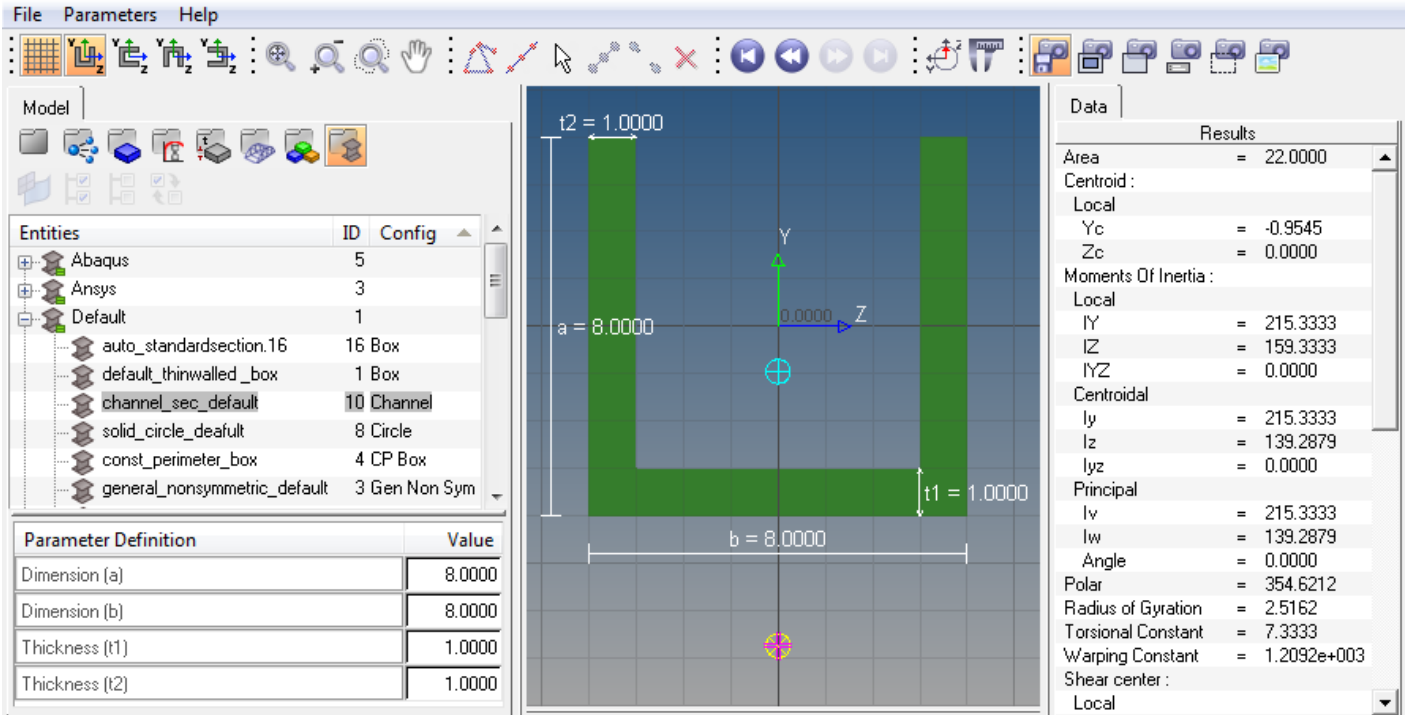 File Parameters Help
Model
Entities ID Config
Abaqus 5
Ansys 3
Default 1
auto_standardsection.16 16 Box
default_thinwalled _box 1 Box
channel_sec_default 10 Channel
solid_circle_deafult 8 Circle
const_perimeter_box 4 CP Box
general_nonsymmetric_default 3 Gen Non Sym
Parameter Definition Value
Dimension (a) 8.0000
Dimension (b) 8.0000
Thickness (t1) 1.0000
Thickness (t2) 1.0000
t2 = 1.0000
Y
0.0000 Z
a = 8.0000
t1 = 1.0000
b = 8.0000
Data
Results
Area = 22.0000
Centroid :
Local
Yc = -0.9545
Zc = 0.0000
Moments Of Inertia :
Local
IY = 215.3333
IZ = 159.3333
IYZ = 0.0000
Centroidal
Iy = 215.3333
Iz = 139.2879
Iyz = 0.0000
Principal
Iv = 215.3333
Iw = 139.2879
Angle = 0.0000
Polar = 354.6212
Radius of Gyration = 2.5162
Torsional Constant = 7.3333
Warping Constant = 1.2092e+003
Shear center :
Local